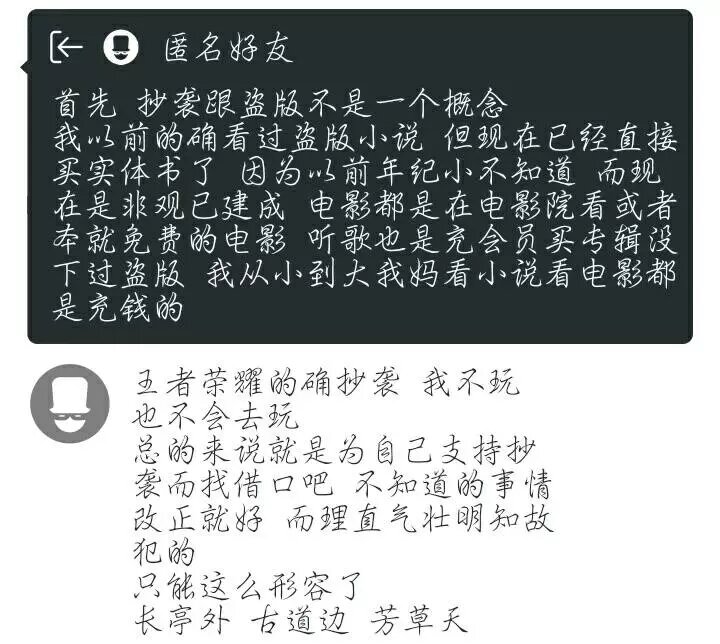 匿名好友
首先 抄袭跟盗版不是一个概念
我以前的确看过盗版小说 但现在已经直接
买实体书了 因为以前年纪小不知道 而现
在是非观已建成 电影都是在电影院看或者
本就免费的电影 听歌也是充会员买专辑没
下过盗版 我从小到大我妈看小说看电影都
是充钱的
王者荣耀的确抄袭 我不玩
也不会去玩
总的来说就是为自己支持抄
袭而找借口吧 不知道的事情
改正就好 而理直气壮明知故
犯的
只能这么形容了
长亭外 古道边 芳草天